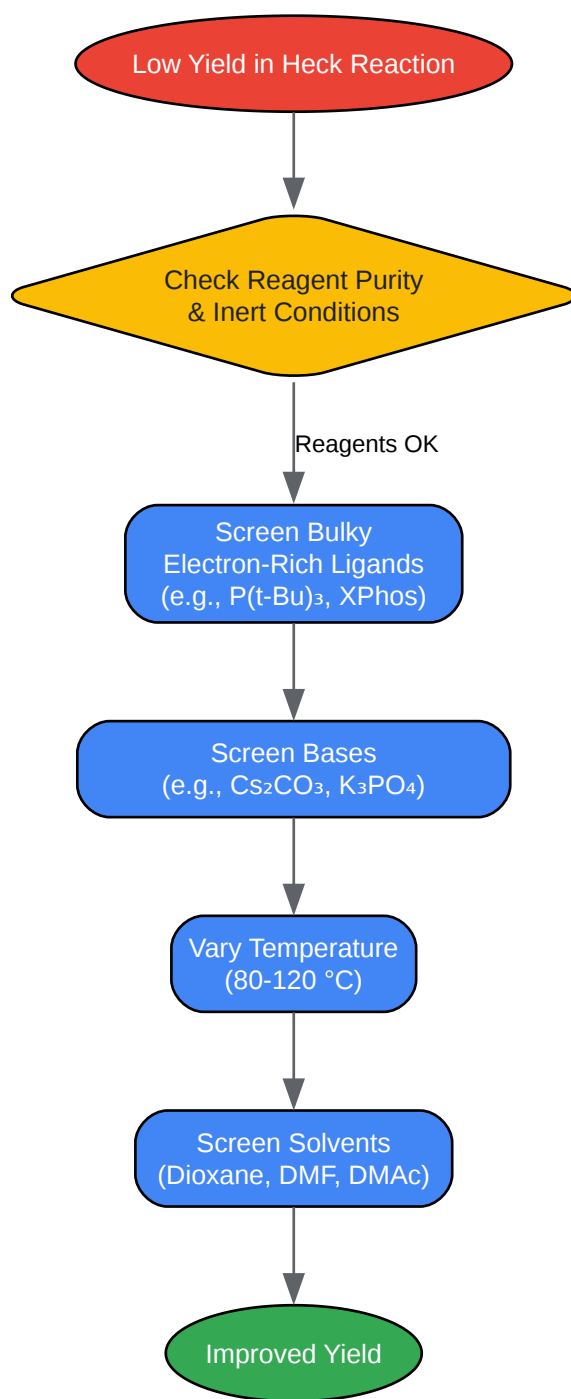 Low Yield in Heck Reaction
Check Reagent Purity
& Inert Conditions
Reagents OK
Screen Bulky
Electron-Rich Ligands
(e.g., P(t-Bu)₃, XPhos)
Screen Bases
(e.g., Cs₂CO₃, K₃PO₄)
Vary Temperature
(80-120 °C)
Screen Solvents
(Dioxane, DMF, DMAc)
Improved Yield